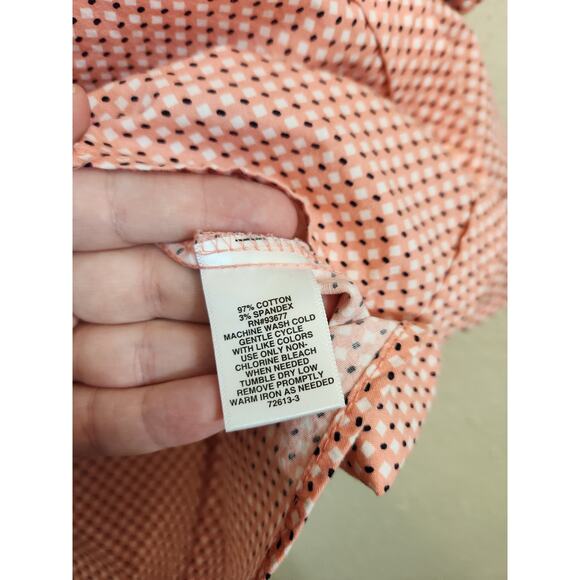 97% COTTON
3% SPANDEX
RN#93677
MACHINE WASH COLD
GENTLE CYCLE
WITH LIKE COLORS
USE ONLY NON-
CHLORINE BLEACH
WHEN NEEDED
TUMBLE DRY LOW
REMOVE PROMPTLY
WARM IRON AS NEEDED
72613-3